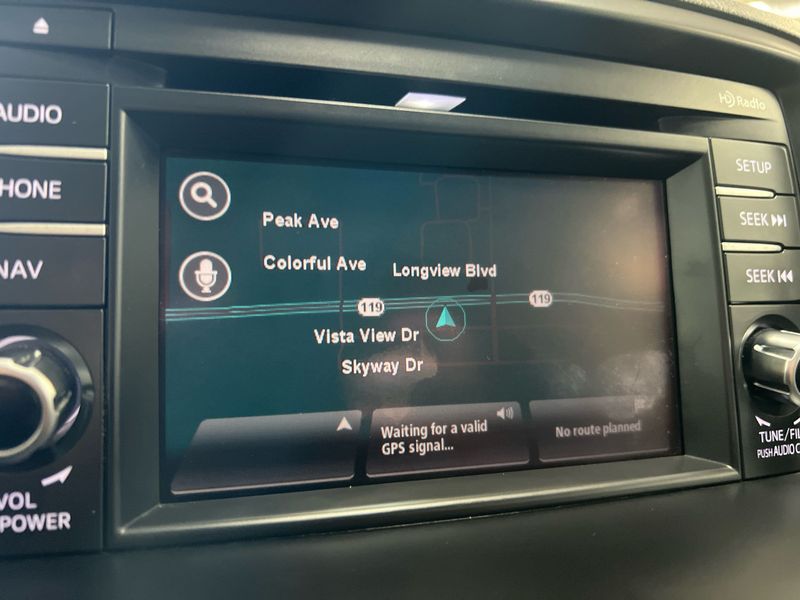 AUDIO
PHONE
NAV
VOL
POWER
HD Radio
SETUP
SEEK
SEEK
TUNE/FIL
PUSH AUDIO C
Peak Ave
Colorful Ave
Longview Blvd
119
119
Vista View Dr
Skyway Dr
Waiting for a valid
GPS signal...
No route planned